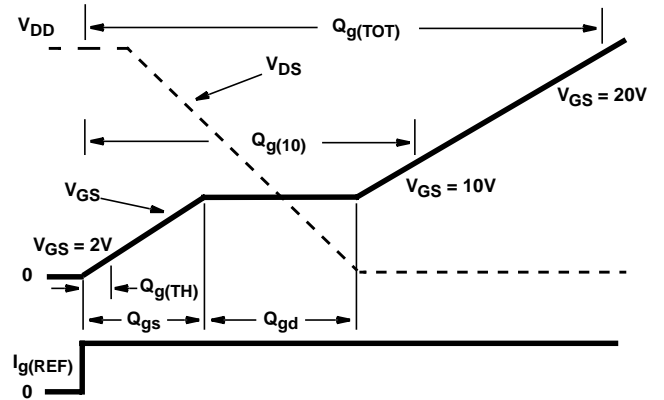 V_DD
Q_g(TOT)
V_DS
V_GS = 20V
Q_g(10)
V_GS
V_GS = 10V
V_GS = 2V
0
Q_g(TH)
Q_gs
Q_gd
I_g(REF)
0